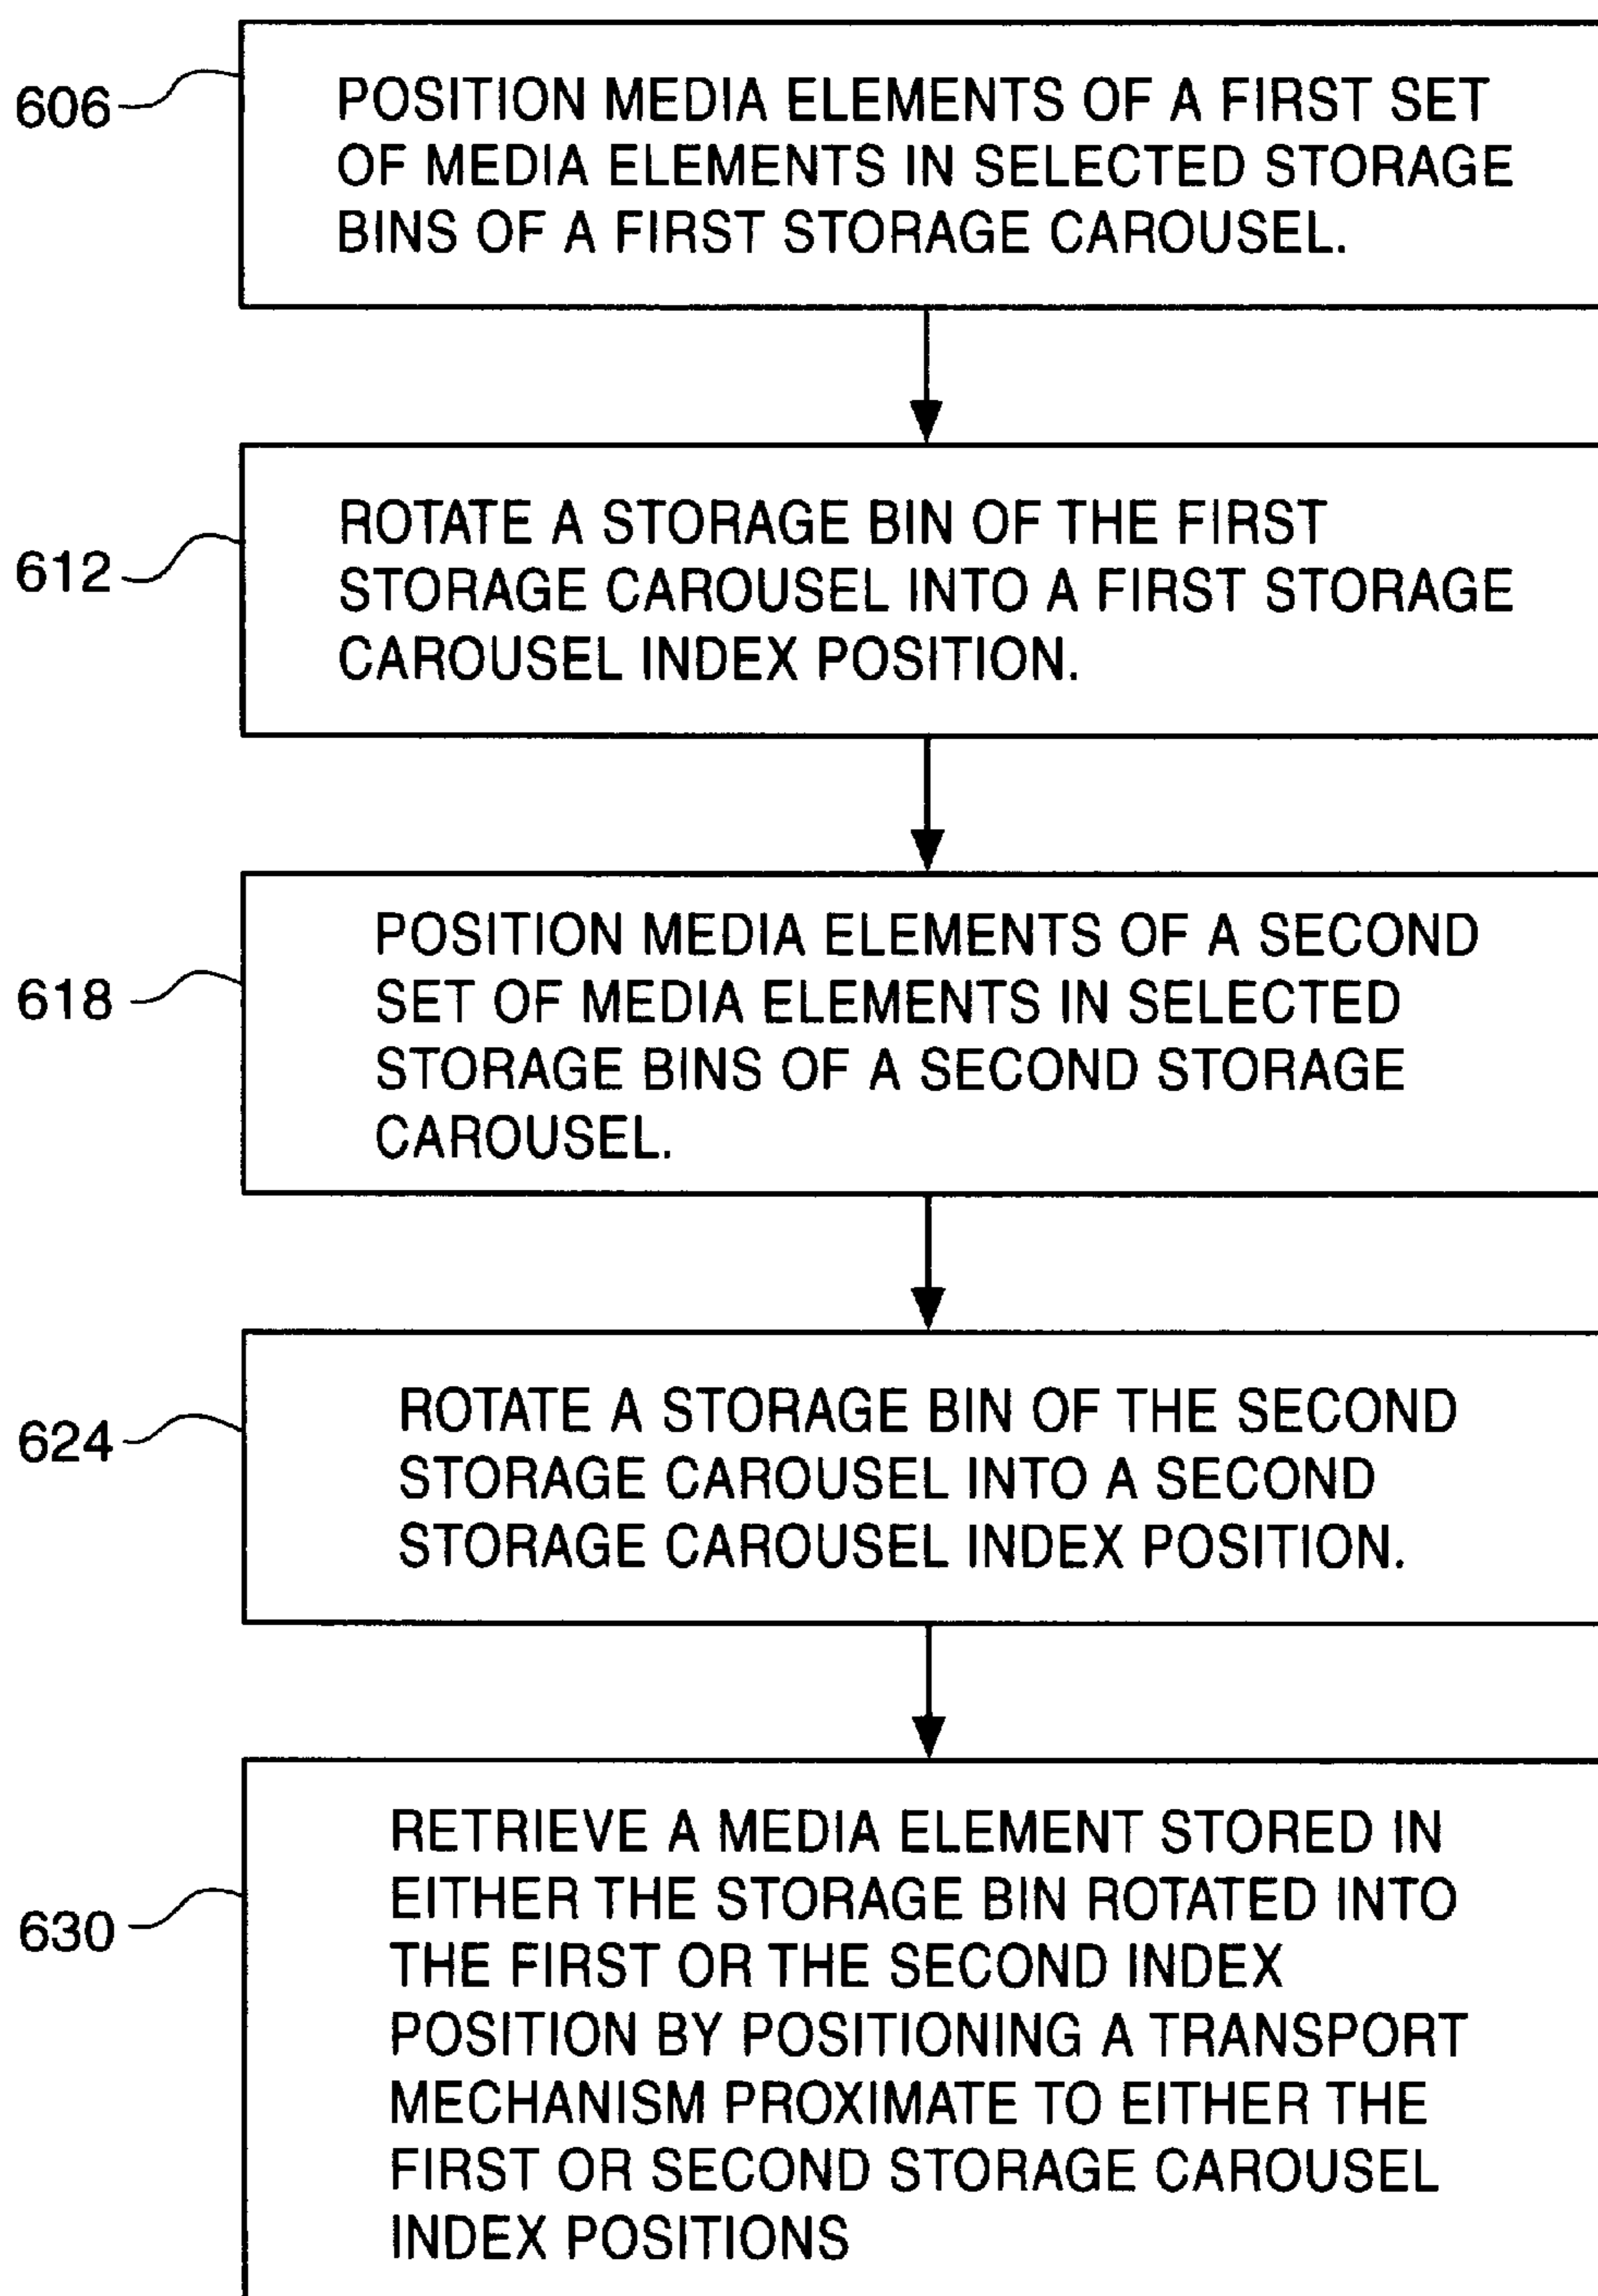 606
POSITION MEDIA ELEMENTS OF A FIRST SET
OF MEDIA ELEMENTS IN SELECTED STORAGE
BINS OF A FIRST STORAGE CAROUSEL.
612
ROTATE A STORAGE BIN OF THE FIRST
STORAGE CAROUSEL INTO A FIRST STORAGE
CAROUSEL INDEX POSITION.
618
POSITION MEDIA ELEMENTS OF A SECOND
SET OF MEDIA ELEMENTS IN SELECTED
STORAGE BINS OF A SECOND STORAGE
CAROUSEL.
624
ROTATE A STORAGE BIN OF THE SECOND
STORAGE CAROUSEL INTO A SECOND
STORAGE CAROUSEL INDEX POSITION.
630
RETRIEVE A MEDIA ELEMENT STORED IN
EITHER THE STORAGE BIN ROTATED INTO
THE FIRST OR THE SECOND INDEX
POSITION BY POSITIONING A TRANSPORT
MECHANISM PROXIMATE TO EITHER THE
FIRST OR SECOND STORAGE CAROUSEL
INDEX POSITIONS